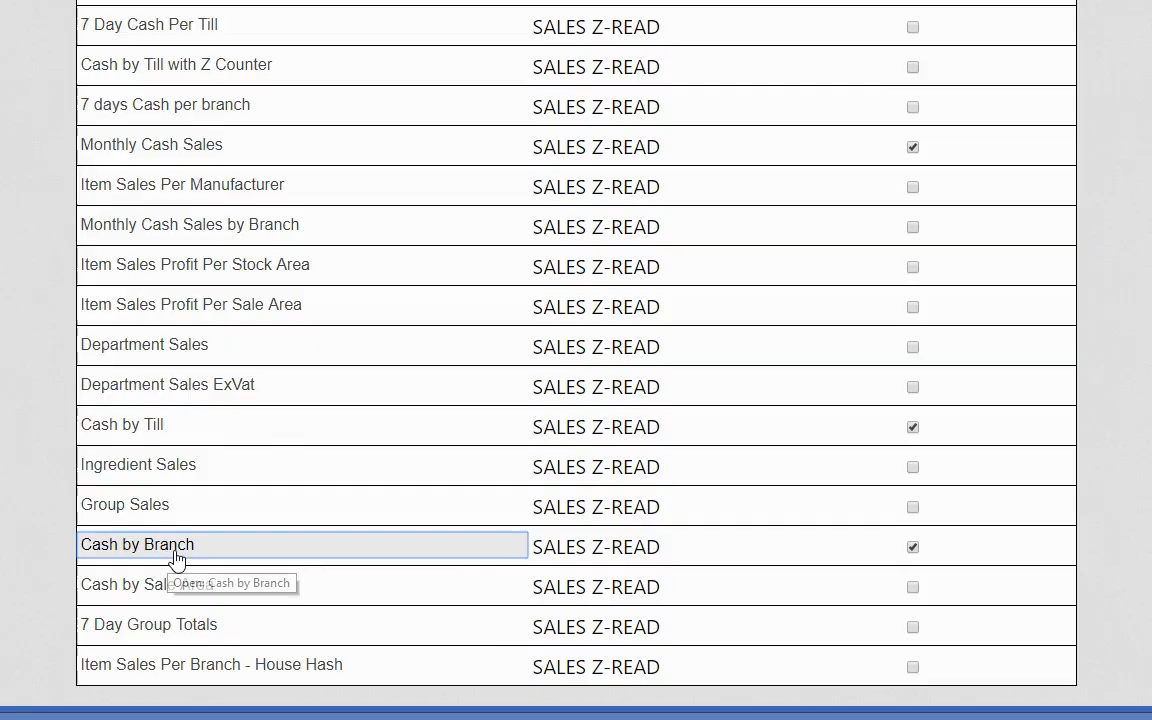 7 Day Cash Per Till SALES Z-READ
Cash by Till with Z Counter SALES Z-READ
7 days Cash per branch SALES Z-READ
Monthly Cash Sales SALES Z-READ
Item Sales Per Manufacturer SALES Z-READ
Monthly Cash Sales by Branch SALES Z-READ
Item Sales Profit Per Stock Area SALES Z-READ
Item Sales Profit Per Sale Area SALES Z-READ
Department Sales SALES Z-READ
Department Sales ExVat SALES Z-READ
Cash by Till SALES Z-READ
Ingredient Sales SALES Z-READ
Group Sales SALES Z-READ
Cash by Branch SALES Z-READ
Open: Cash by Branch
Cash by Sale Area SALES Z-READ
7 Day Group Totals SALES Z-READ
Item Sales Per Branch - House Hash SALES Z-READ